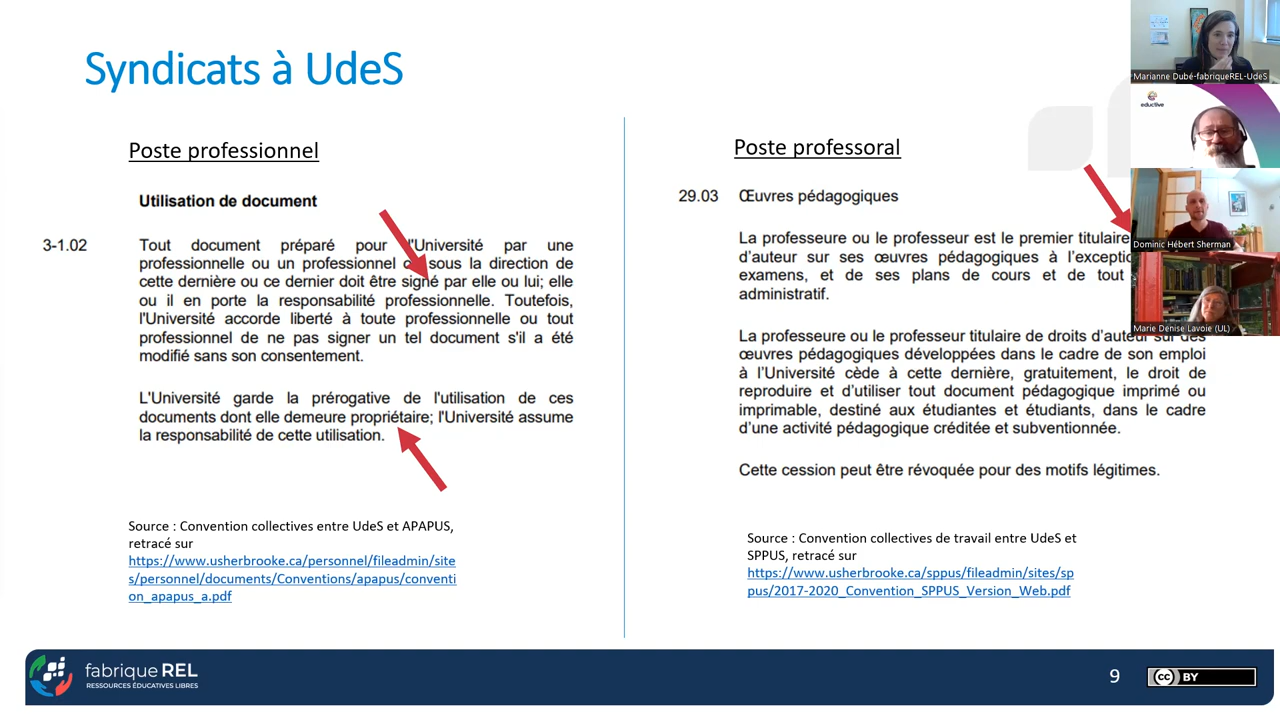 Syndicats à UdeS
Poste professionnel
Utilisation de document
3-1.02 Tout document préparé pour l'Université par une
professionnelle ou un professionnel ou sous la direction de
cette dernière ou ce dernier doit être signé par elle ou lui; elle
ou il en porte la responsabilité professionnelle. Toutefois,
l'Université accorde liberté à toute professionnelle ou tout
professionnel de ne pas signer un tel document s'il a été
modifié sans son consentement.
L'Université garde la prérogative de l'utilisation de ces
documents dont elle demeure propriétaire; l'Université assume
la responsabilité de cette utilisation.
Source : Convention collectives entre UdeS et APAPUS,
retracé sur
https://www.usherbrooke.ca/personnel/fileadmin/site
s/personnel/documents/Conventions/apapus/conventi
on_apapus_a.pdf
Poste professoral
29.03 Œuvres pédagogiques
La professeure ou le professeur est le premier titulaire
d'auteur sur ses œuvres pédagogiques à l'exceptio
examens, et de ses plans de cours et de tout
administratif.
La professeure ou le professeur titulaire de droits d'auteur sur des
œuvres pédagogiques développées dans le cadre de son emploi
à l'Université cède à cette dernière, gratuitement, le droit de
reproduire et d'utiliser tout document pédagogique imprimé ou
imprimable, destiné aux étudiantes et étudiants, dans le cadre
d'une activité pédagogique créditée et subventionnée.
Cette cession peut être révoquée pour des motifs légitimes.
Source : Convention collectives de travail entre UdeS et
SPPUS, retracé sur
https://www.usherbrooke.ca/sppus/fileadmin/sites/sp
pus/2017-2020_Convention_SPPUS_Version_Web.pdf
Marianne Dubé-fabriqueREL-UdeS
eductive
Dominic Hébert Sherman
Marie Denise Lavoie (UL)
fabrique REL
RESSOURCES ÉDUCATIVES LIBRES
9
cc BY